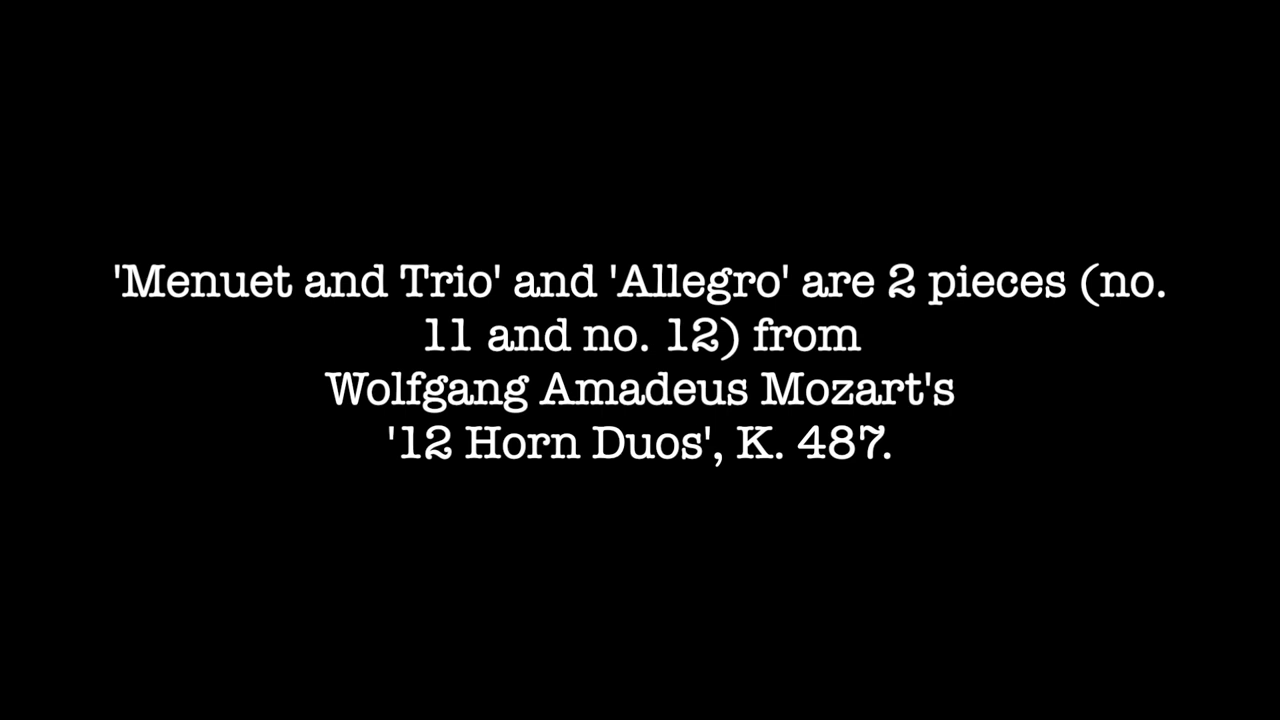 'Menuet and Trio' and 'Allegro' are 2 pieces (no.
11 and no. 12) from
Wolfgang Amadeus Mozart's
'12 Horn Duos', K. 487.